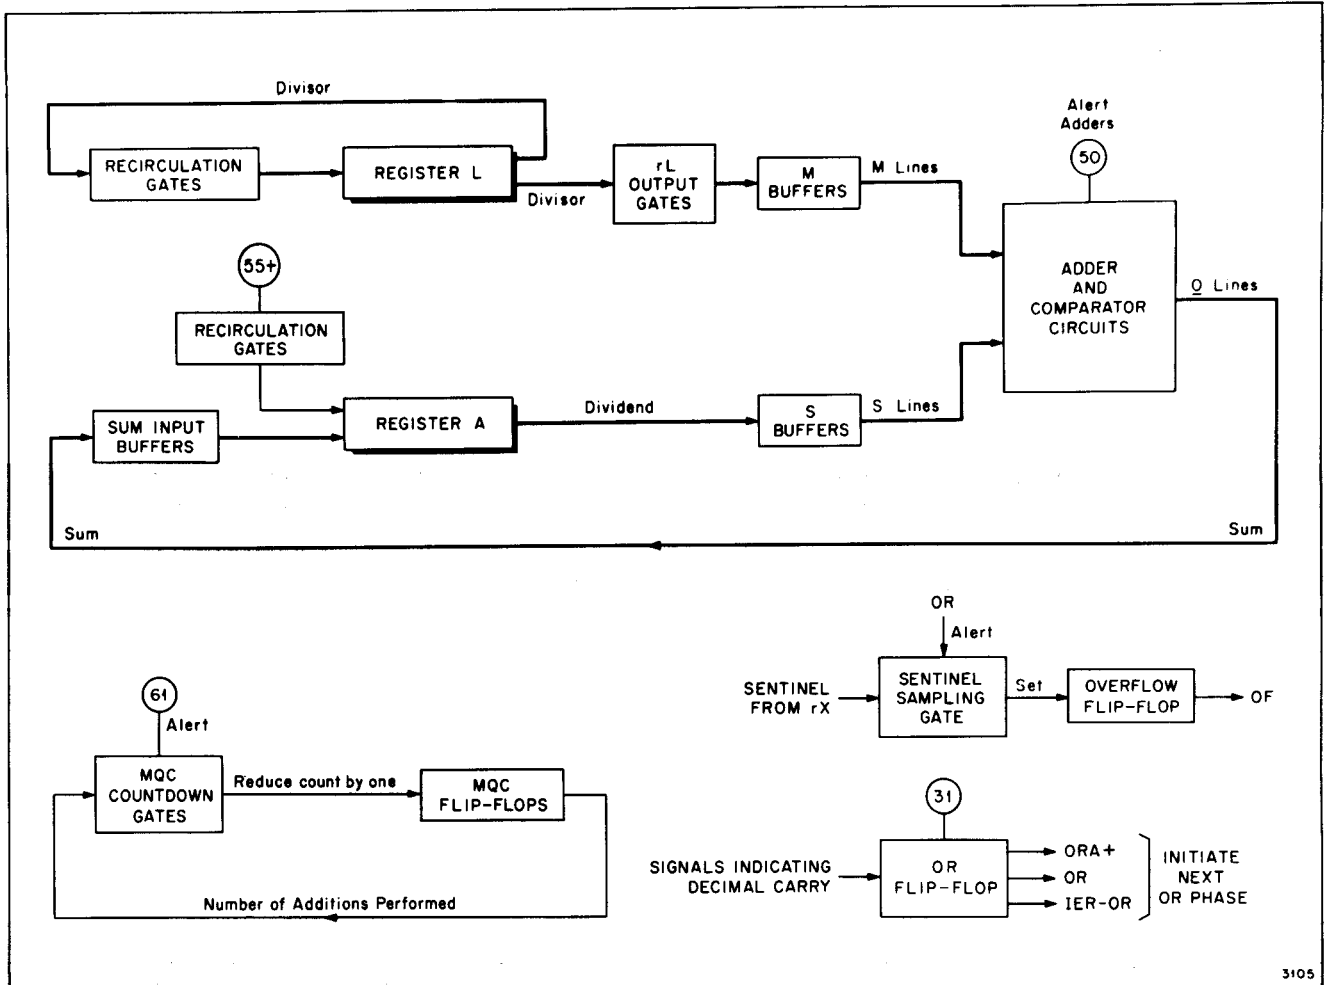 Divisor
RECIRCULATION
GATES
REGISTER L
Divisor
rL
OUTPUT
GATES
M
BUFFERS
M Lines
Alert
Adders
50
ADDER
AND
COMPARATOR
CIRCUITS
O Lines
55+
RECIRCULATION
GATES
SUM INPUT
BUFFERS
REGISTER A
Dividend
S
BUFFERS
S Lines
Sum
Sum
61
Alert
MQC
COUNTDOWN
GATES
Reduce count by one
MQC
FLIP-FLOPS
Number of Additions Performed
OR
Alert
SENTINEL
FROM rX
SENTINEL
SAMPLING
GATE
Set
OVERFLOW
FLIP-FLOP
OF
31
SIGNALS INDICATING
DECIMAL CARRY
OR
FLIP-FLOP
ORA+
OR
IER-OR
INITIATE
NEXT
OR PHASE
3105